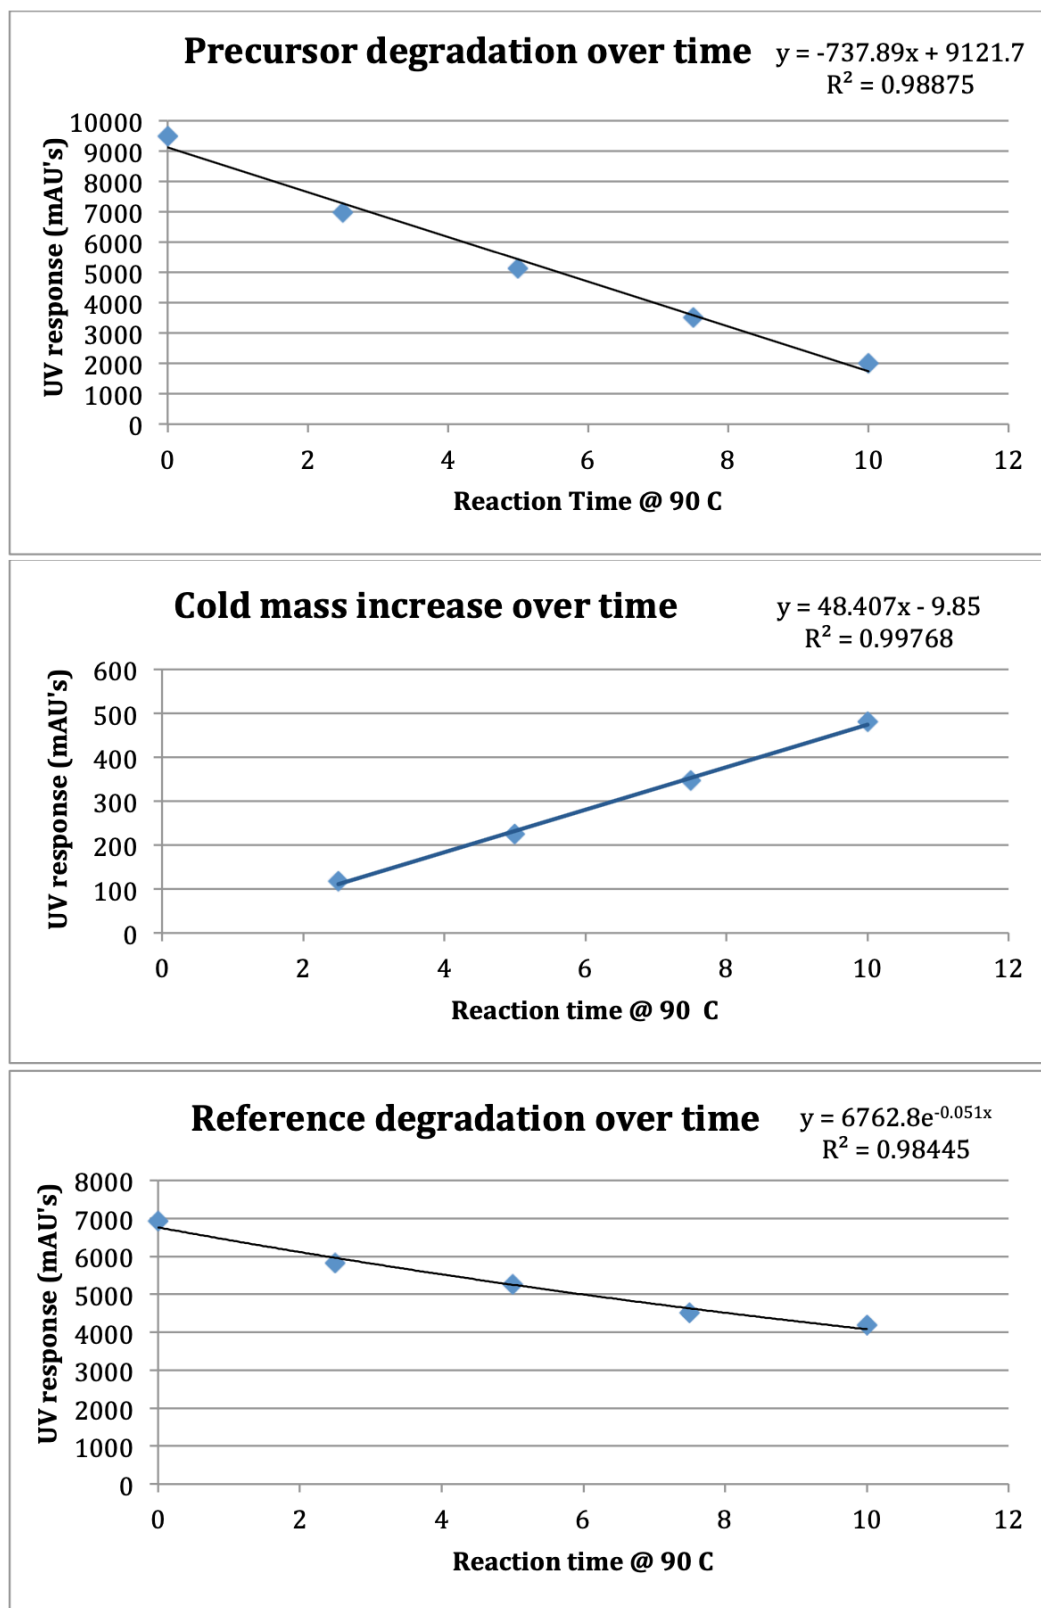 Precursor degradation over time
y = -737.89x + 9121.7
R² = 0.98875
UV response (mAU's)
10000
9000
8000
7000
6000
5000
4000
3000
2000
1000
0
0 2 4 6 8 10 12
Reaction Time @ 90 C
Cold mass increase over time
y = 48.407x - 9.85
R² = 0.99768
UV response (mAU's)
600
500
400
300
200
100
0
0 2 4 6 8 10 12
Reaction time @ 90  C
Reference degradation over time
y = 6762.8e⁻⁰·⁰⁵¹ˣ
R² = 0.98445
UV response (mAU's)
8000
7000
6000
5000
4000
3000
2000
1000
0
0 2 4 6 8 10 12
Reaction time @ 90 C